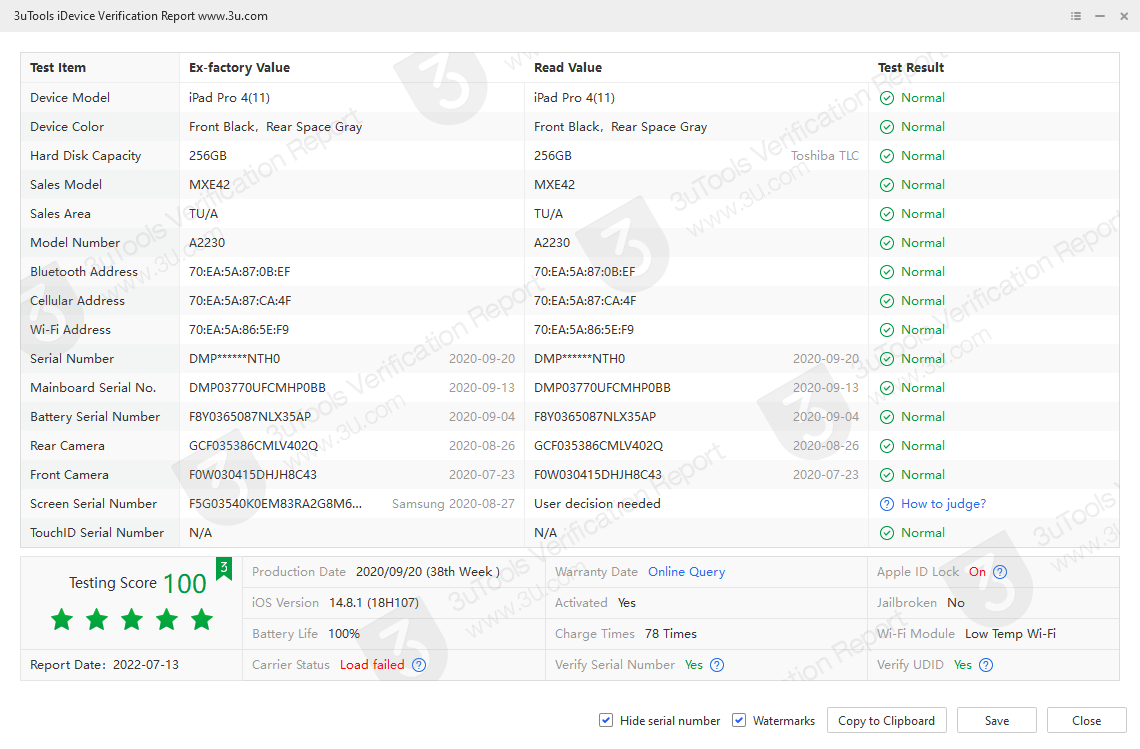 3uTools iDevice Verification Report www.3u.com
Test Item Ex-factory Value Read Value Test Result
Device Model iPad Pro 4(11) iPad Pro 4(11) Normal
Device Color Front Black, Rear Space Gray Front Black, Rear Space Gray Normal
Hard Disk Capacity 256GB 256GB Toshiba TLC Normal
Sales Model MXE42 MXE42 Normal
Sales Area TU/A TU/A Normal
Model Number A2230 A2230 Normal
Bluetooth Address 70:EA:5A:87:0B:EF 70:EA:5A:87:0B:EF Normal
Cellular Address 70:EA:5A:87:CA:4F 70:EA:5A:87:CA:4F Normal
Wi-Fi Address 70:EA:5A:86:5E:F9 70:EA:5A:86:5E:F9 Normal
Serial Number DMP******NTH0 2020-09-20 DMP******NTH0 2020-09-20 Normal
Mainboard Serial No. DMP03770UFCMHP0BB 2020-09-13 DMP03770UFCMHP0BB 2020-09-13 Normal
Battery Serial Number F8Y0365087NLX35AP 2020-09-04 F8Y0365087NLX35AP 2020-09-04 Normal
Rear Camera GCF035386CMLV402Q 2020-08-26 GCF035386CMLV402Q 2020-08-26 Normal
Front Camera F0W030415DHJH8C43 2020-07-23 F0W030415DHJH8C43 2020-07-23 Normal
Screen Serial Number F5G03540K0EM83RA2G8M6... Samsung 2020-08-27 User decision needed How to judge?
TouchID Serial Number N/A N/A Normal
Testing Score 100 3
Production Date 2020/09/20 (38th Week ) Warranty Date Online Query Apple ID Lock On
iOS Version 14.8.1 (18H107) Activated Yes Jailbroken No
Battery Life 100% Charge Times 78 Times Wi-Fi Module Low Temp Wi-Fi
Report Date: 2022-07-13 Carrier Status Load failed Verify Serial Number Yes Verify UDID Yes
Hide serial number Watermarks Copy to Clipboard Save Close
3uTools Verification Report
www.3u.com